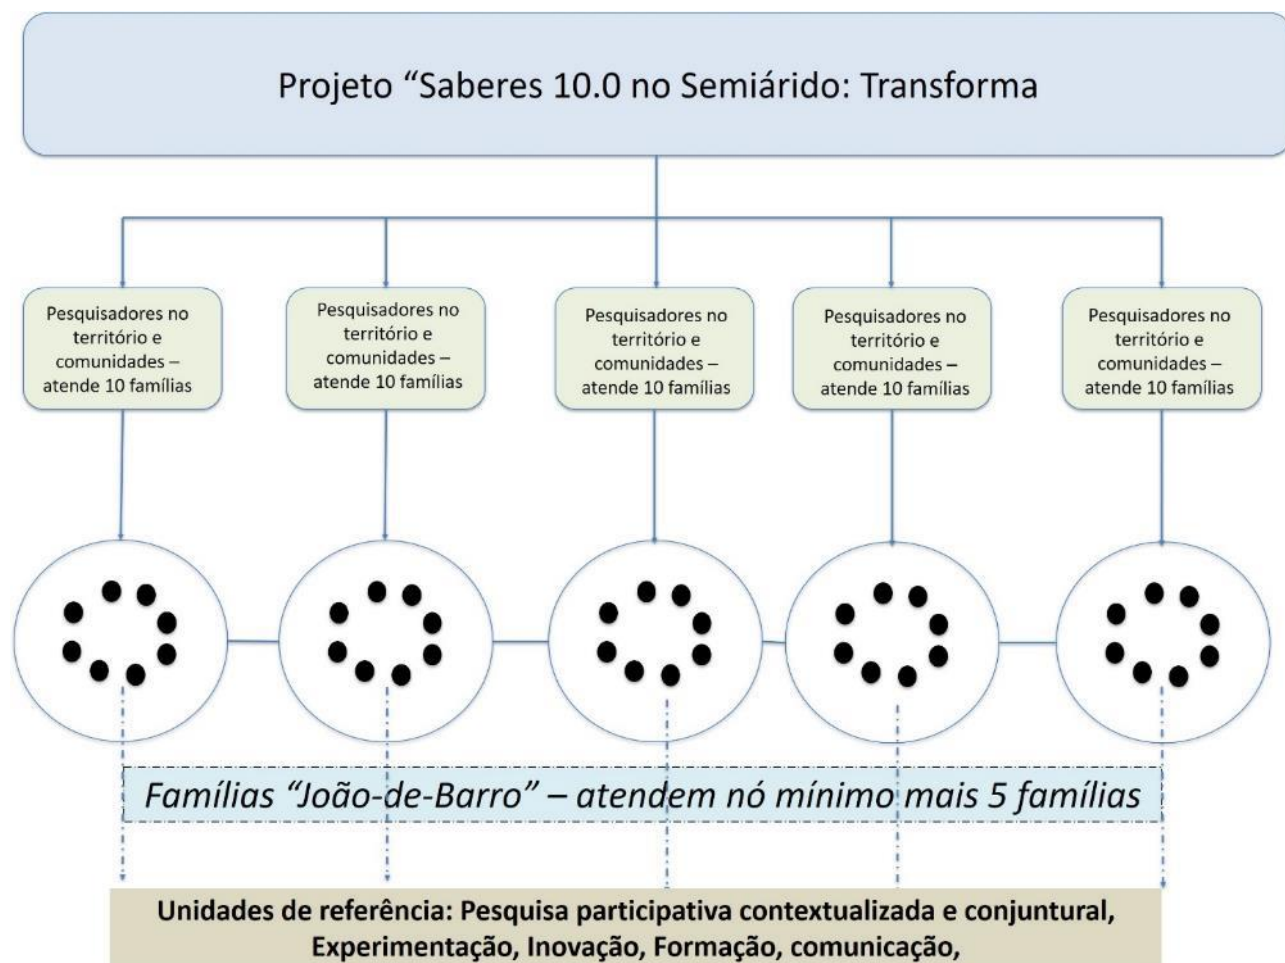 Projeto “Saberes 10.0 no Semiárido: Transforma
Pesquisadores no
território e
comunidades –
atende 10 famílias
Pesquisadores no
território e
comunidades –
atende 10 famílias
Pesquisadores no
território e
comunidades –
atende 10 famílias
Pesquisadores no
território e
comunidades –
atende 10 famílias
Pesquisadores no
território e
comunidades –
atende 10 famílias
Famílias “João-de-Barro” – atendem nó mínimo mais 5 famílias
Unidades de referência: Pesquisa participativa contextualizada e conjuntural,
Experimentação, Inovação, Formação, comunicação,